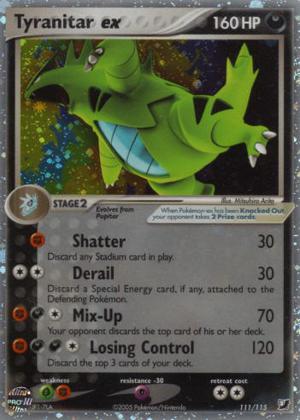 Tyranitar ex 160 HP
Illus. Mitsuhiro Arita
STAGE 2
Evolves from
Pupitar
When Pokémon-ex has been Knocked Out
your opponent takes 2 Prize cards.
Shatter 30
Discard any Stadium card in play.
Derail 30
Discard a Special Energy card, if any, attached to the
Defending Pokémon.
Mix-Up 70
Your opponent discards the top card of his or her deck.
Losing Control 120
Discard the top 3 cards of your deck.
weakness resistance -30 retreat cost
©2005 Pokémon/Nintendo 111/115